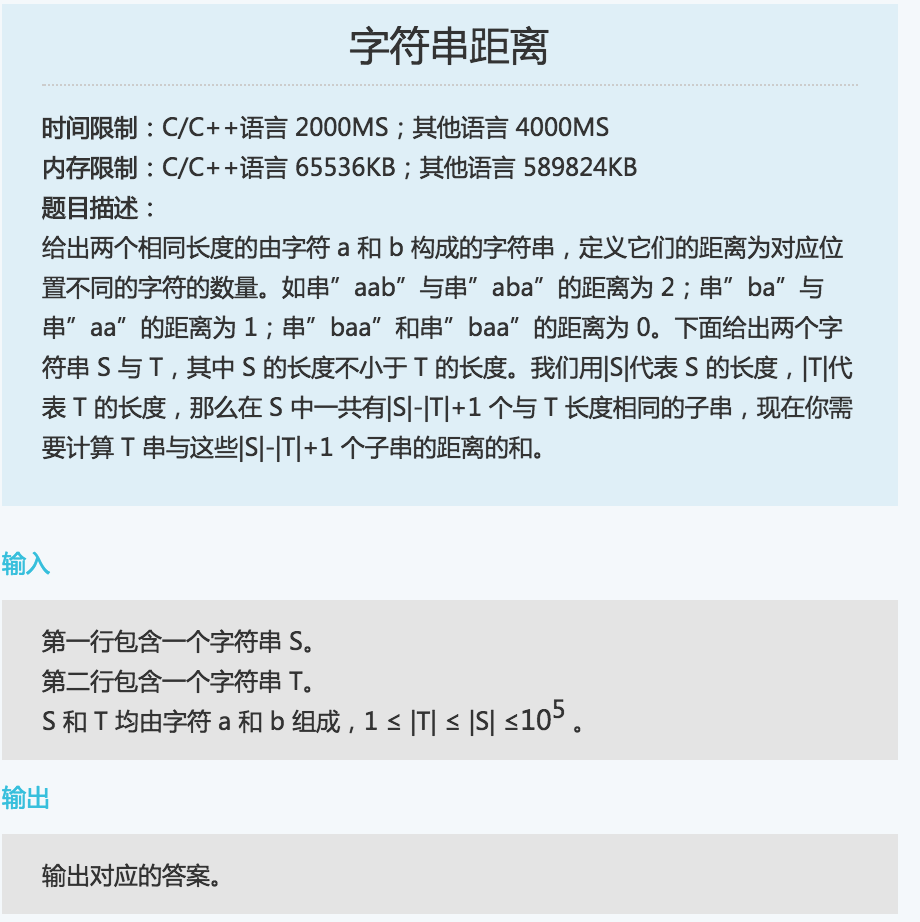 字符串距离
时间限制：C/C++语言 2000MS；其他语言 4000MS
内存限制：C/C++语言 65536KB；其他语言 589824KB
题目描述：
给出两个相同长度的由字符 a 和 b 构成的字符串，定义它们的距离为对应位
置不同的字符的数量。如串”aab”与串”aba”的距离为 2；串”ba”与
串”aa”的距离为 1；串”baa”和串”baa”的距离为 0。下面给出两个字
符串 S 与 T，其中 S 的长度不小于 T 的长度。我们用|S|代表 S 的长度，|T|代
表 T 的长度，那么在 S 中一共有|S|-|T|+1 个与 T 长度相同的子串，现在你需
要计算 T 串与这些|S|-|T|+1 个子串的距离的和。
输入
第一行包含一个字符串 S。
第二行包含一个字符串 T。
S 和 T 均由字符 a 和 b 组成，1 ≤ |T| ≤ |S| ≤10⁵ 。
输出
输出对应的答案。